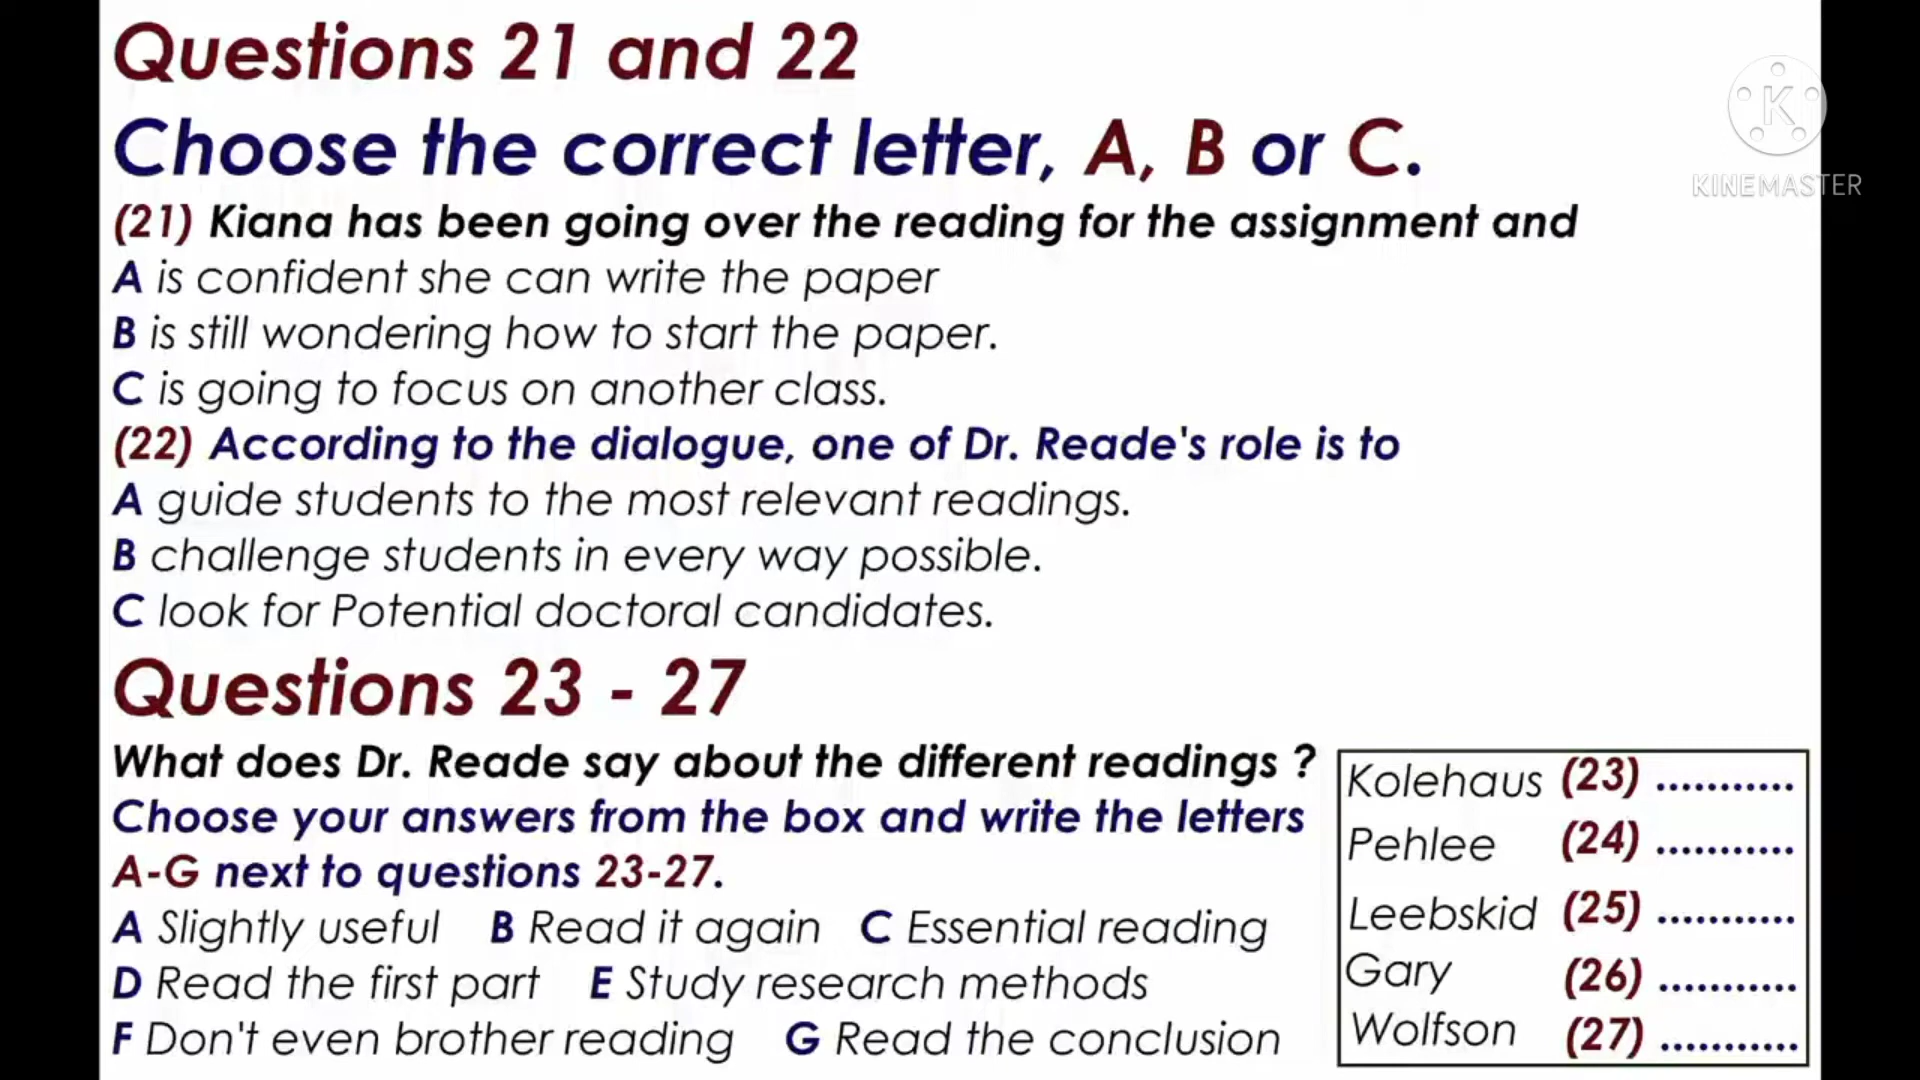 Questions 21 and 22
Choose the correct letter, A, B or C.
(21) Kiana has been going over the reading for the assignment and
A is confident she can write the paper
B is still wondering how to start the paper.
C is going to focus on another class.
(22) According to the dialogue, one of Dr. Reade's role is to
A guide students to the most relevant readings.
B challenge students in every way possible.
C look for Potential doctoral candidates.
Questions 23 - 27
What does Dr. Reade say about the different readings ?
Choose your answers from the box and write the letters
A-G next to questions 23-27.
A Slightly useful B Read it again C Essential reading
D Read the first part E Study research methods
F Don't even brother reading G Read the conclusion
Kolehaus (23) ...........
Pehlee (24) ...........
Leebskid (25) ...........
Gary (26) ...........
Wolfson (27) ...........
K
KINEMASTER